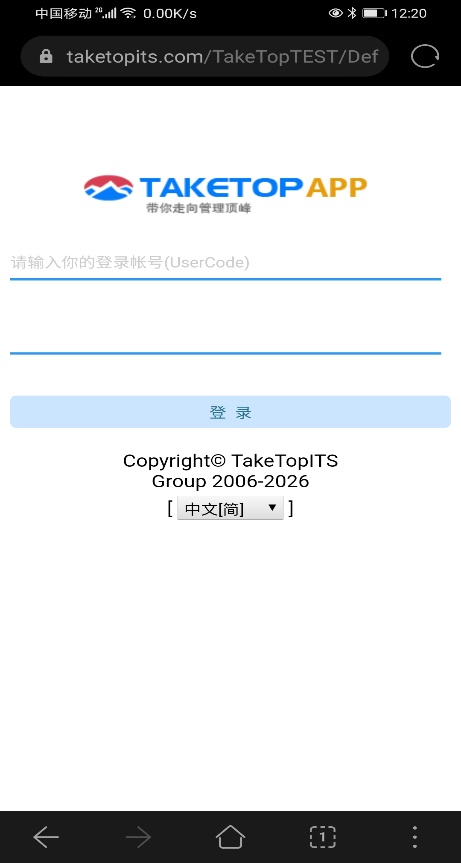 中国移动 2G 0.00K/s 12:20
taketopits.com/TakeTopTEST/Def
TAKETOP APP
带你走向管理顶峰
请输入你的登录帐号(UserCode)
登 录
Copyright© TakeTopITS
Group 2006-2026
[ 中文[简] ▼ ]
1